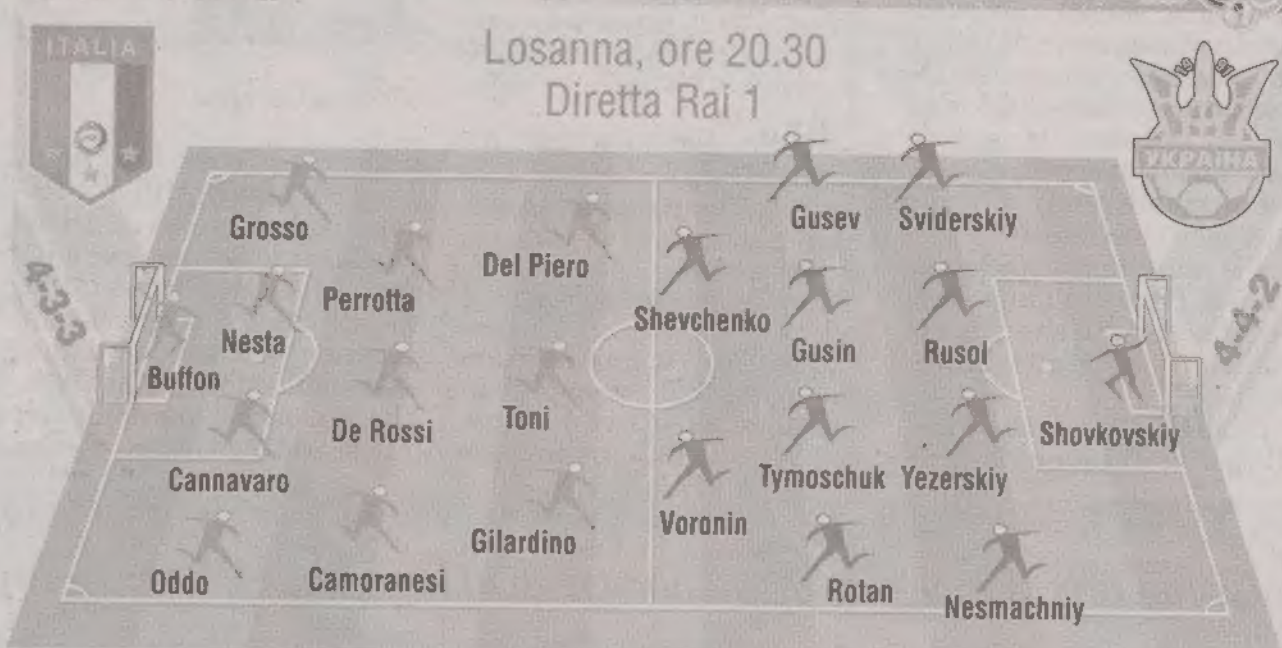 ITALIA
Losanna, ore 20.30
Diretta Rai 1
19 91
УКРАЇНА
4-3-3
4-4-2
Grosso
Perrotta
Del Piero
Nesta
Buffon
De Rossi
Toni
Cannavaro
Oddo
Camoranesi
Gilardino
Gusev
Sviderskiy
Shevchenko
Gusin
Rusol
Shovkovskiy
Tymoschuk
Yezerskiy
Voronin
Rotan
Nesmachniy